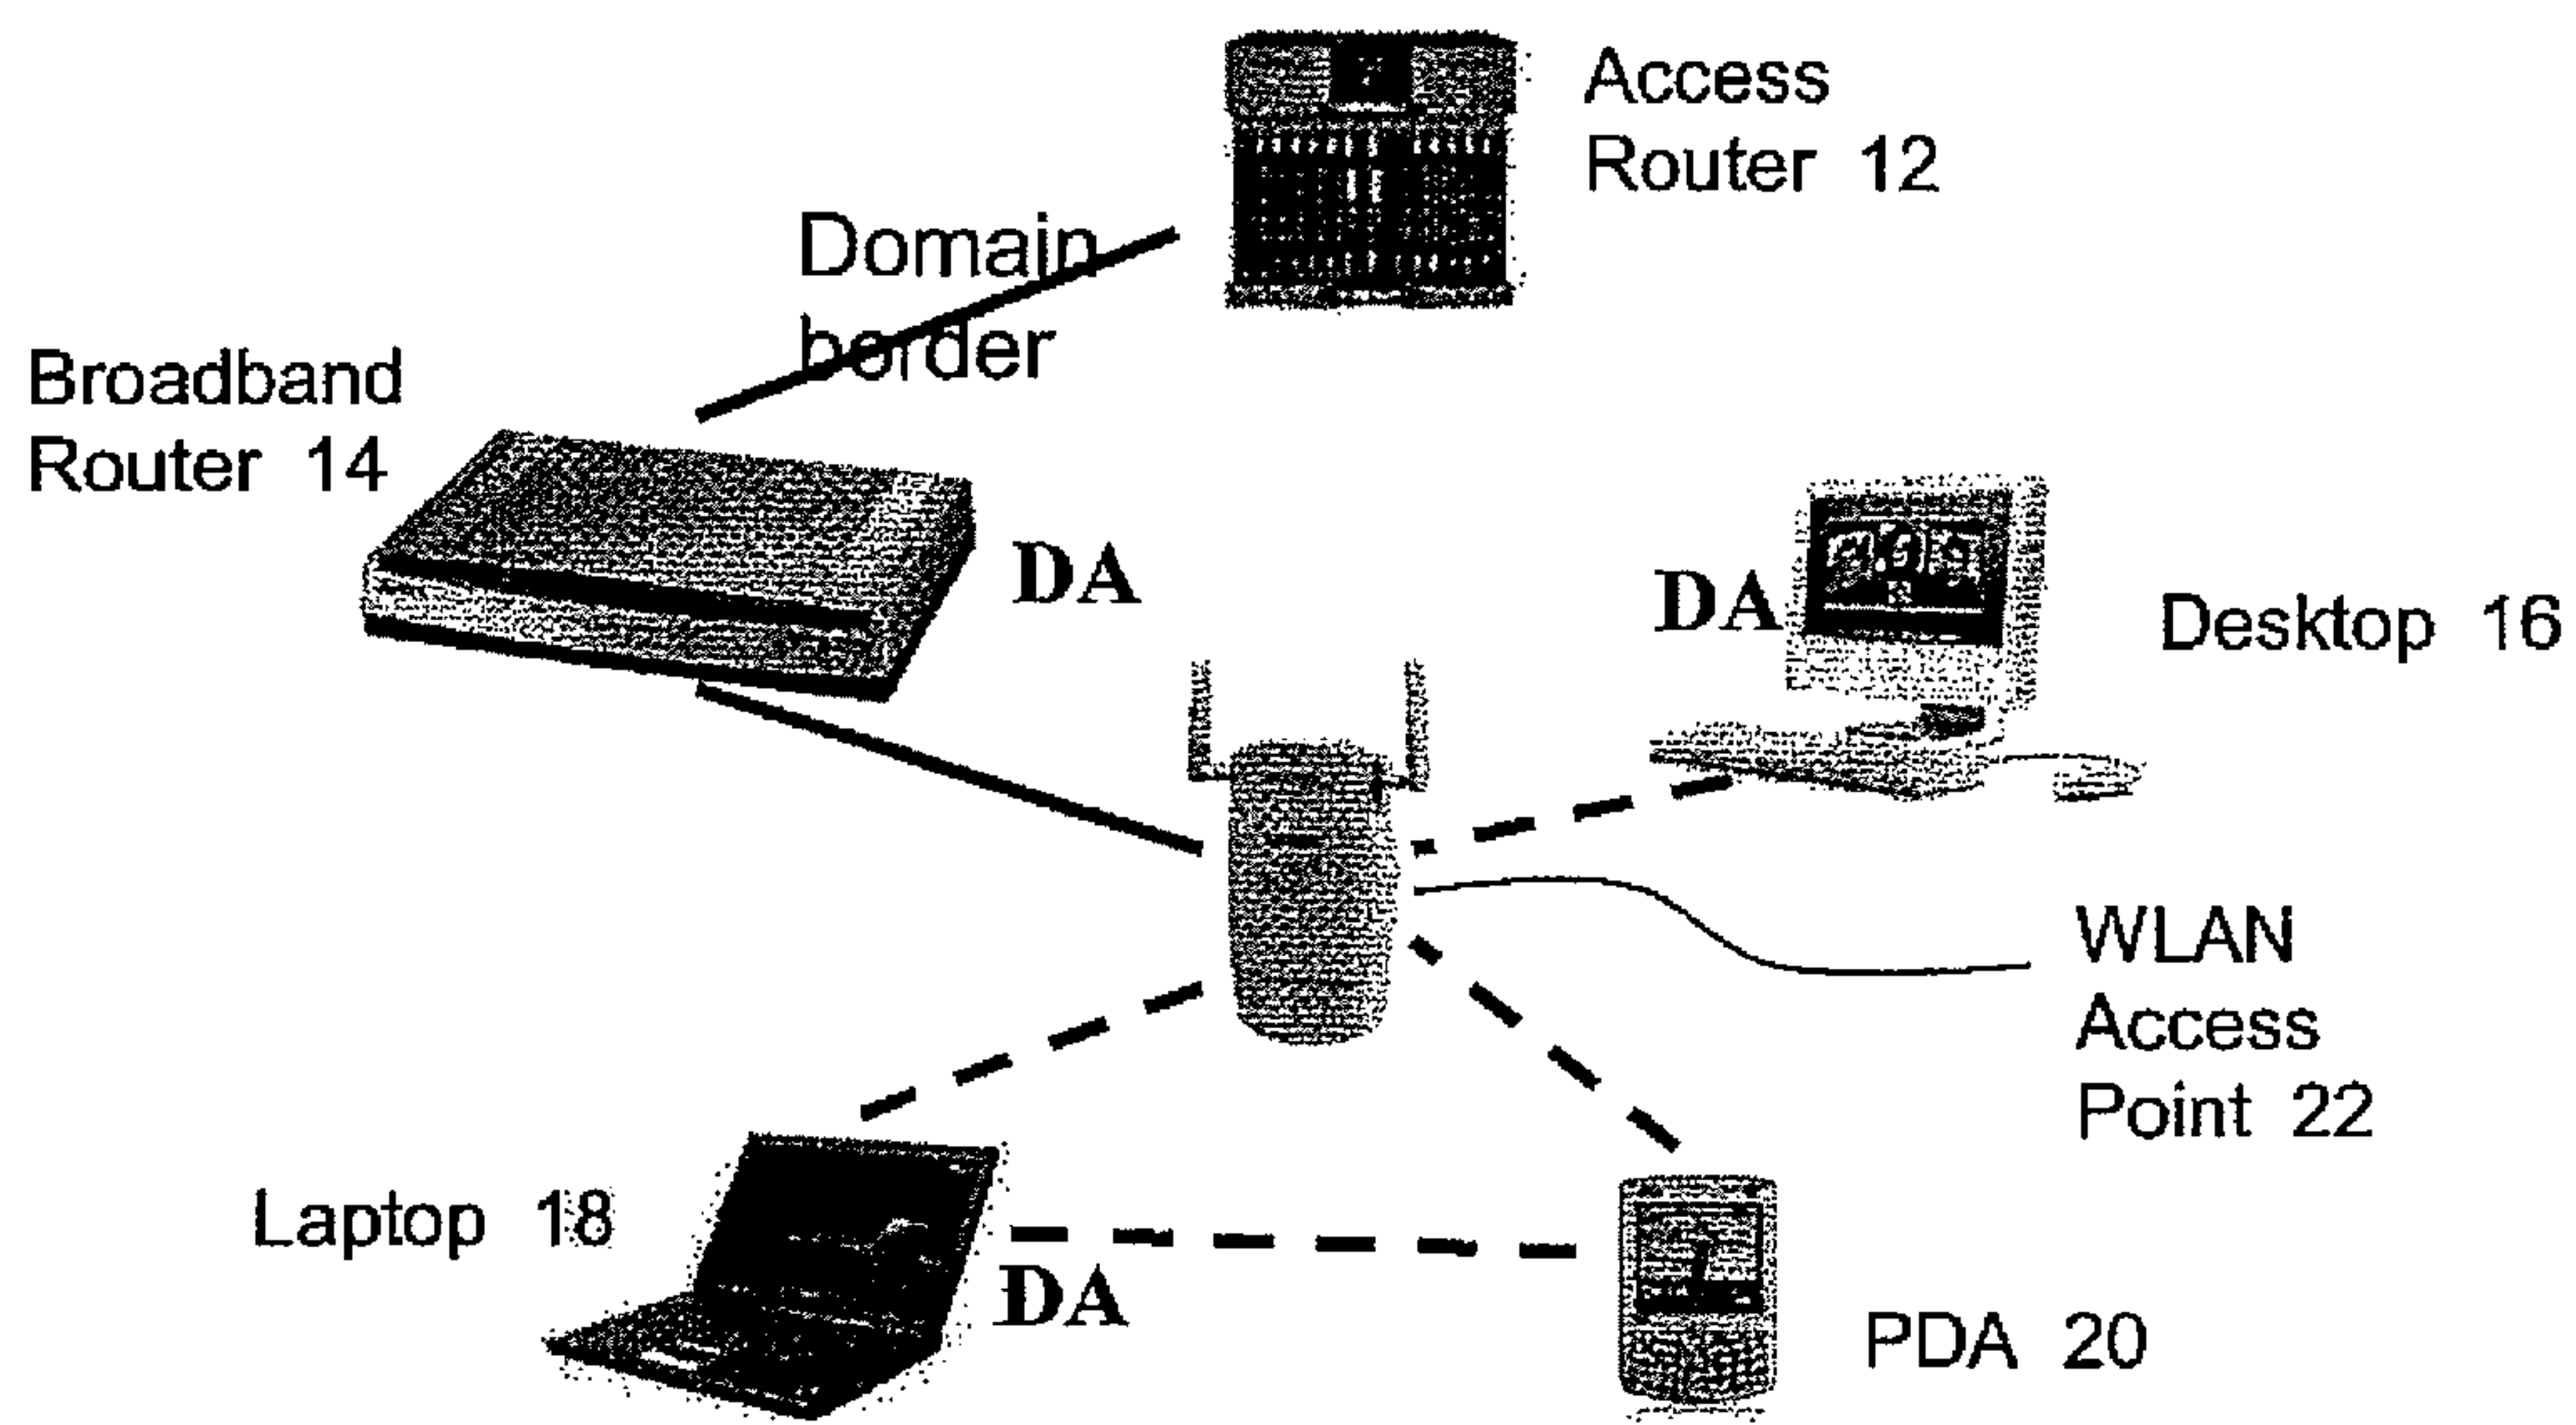 Access
Router 12
Domain
border
Broadband
Router 14
DA
DA
Desktop 16
WLAN
Access
Point 22
Laptop 18
DA
PDA 20